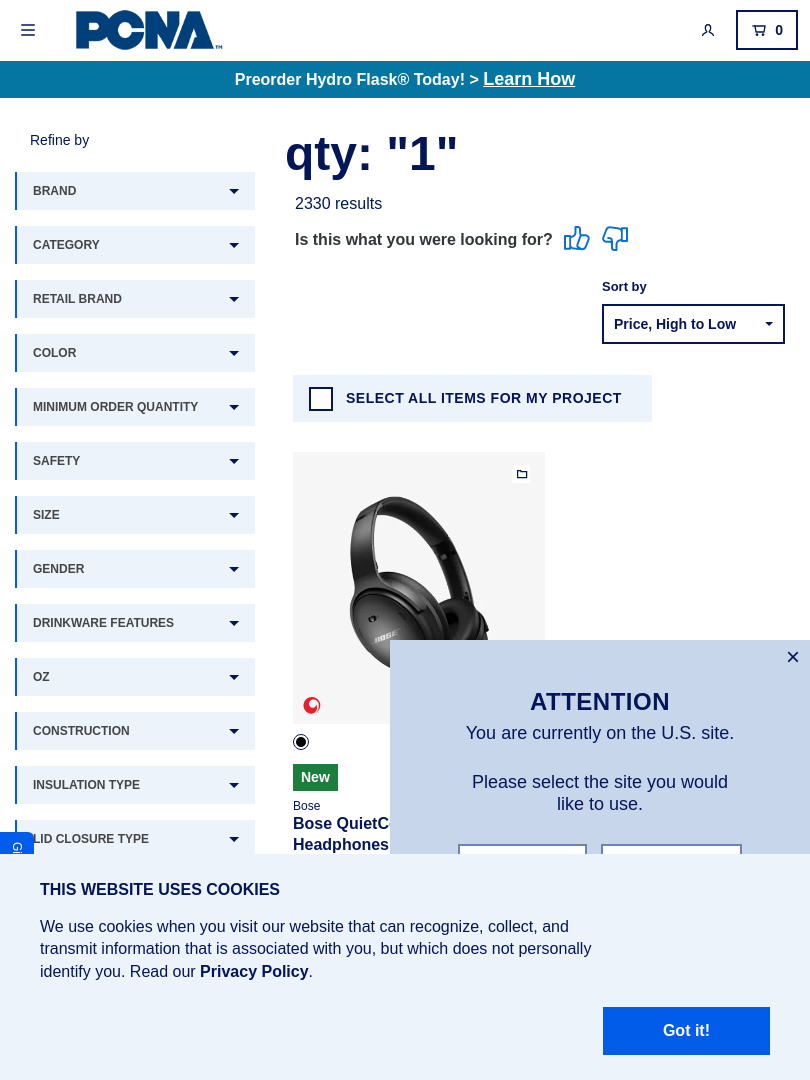 PCNA™
0
Preorder Hydro Flask® Today! > Learn How
Refine by
BRAND
CATEGORY
RETAIL BRAND
COLOR
MINIMUM ORDER QUANTITY
SAFETY
SIZE
GENDER
DRINKWARE FEATURES
OZ
CONSTRUCTION
INSULATION TYPE
LID CLOSURE TYPE
qty: "1"
2330 results
Is this what you were looking for?
Sort by
Price, High to Low
SELECT ALL ITEMS FOR MY PROJECT
BOSE
New
Bose
Bose QuietC
Headphones
ATTENTION
You are currently on the U.S. site.
Please select the site you would
like to use.
THIS WEBSITE USES COOKIES
We use cookies when you visit our website that can recognize, collect, and
transmit information that is associated with you, but which does not personally
identify you. Read our Privacy Policy.
Got it!